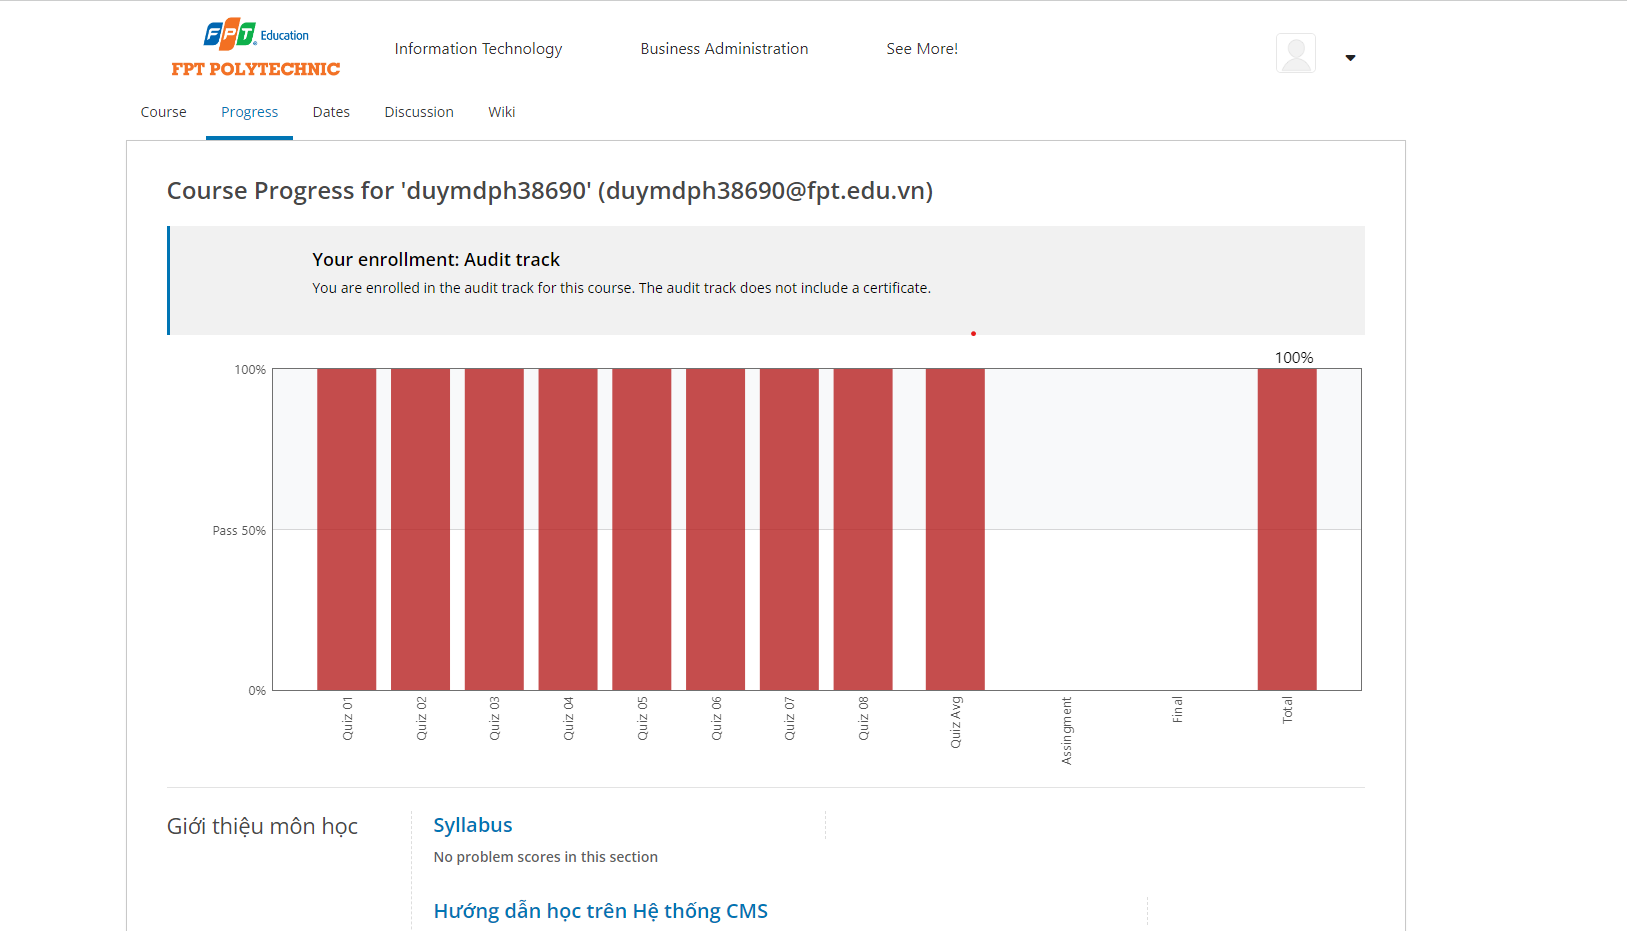 FPT Education
FPT POLYTECHNIC
Information Technology
Business Administration
See More!
Course
Progress
Dates
Discussion
Wiki
Course Progress for 'duymdph38690' (duymdph38690@fpt.edu.vn)
Your enrollment: Audit track
You are enrolled in the audit track for this course. The audit track does not include a certificate.
100%
100%
Pass 50%
0%
Quiz 01
Quiz 02
Quiz 03
Quiz 04
Quiz 05
Quiz 06
Quiz 07
Quiz 08
Quiz Avg
Assingment
Final
Total
Giới thiệu môn học
Syllabus
No problem scores in this section
Hướng dẫn học trên Hệ thống CMS